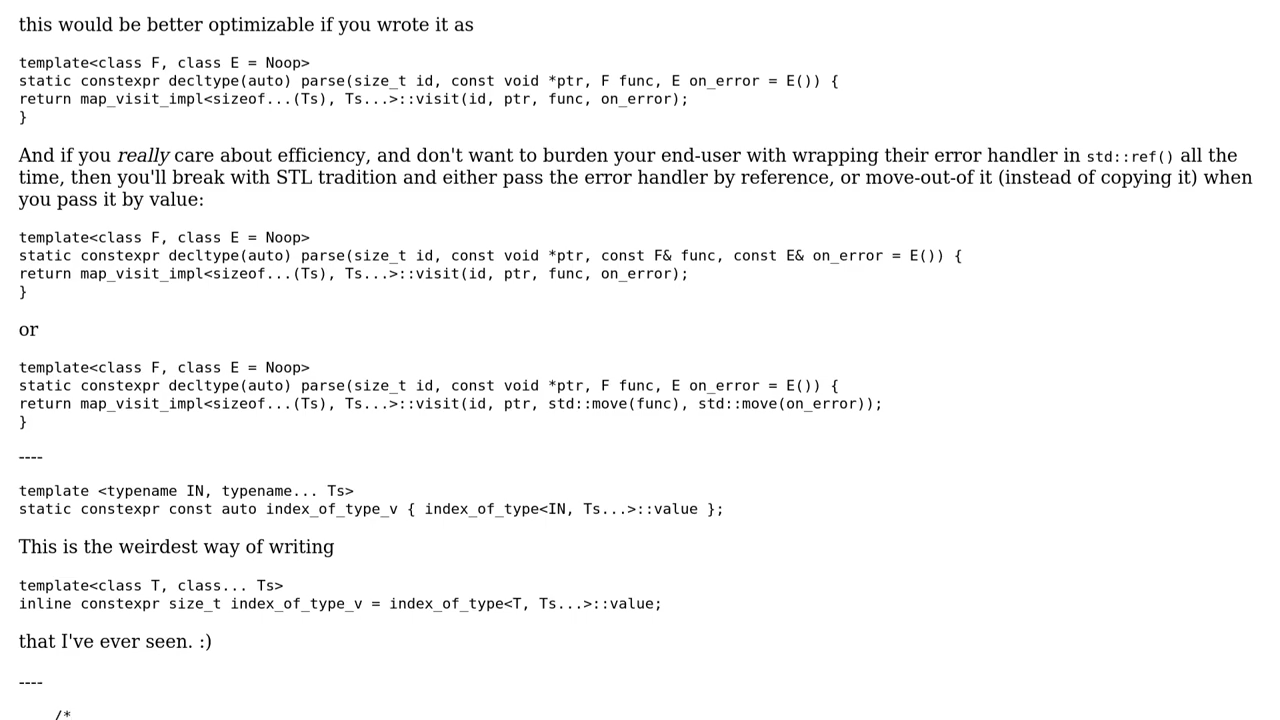 this would be better optimizable if you wrote it as
template<class F, class E = Noop>
static constexpr decltype(auto) parse(size_t id, const void *ptr, F func, E on_error = E()) {
return map_visit_impl<sizeof...(Ts), Ts...>::visit(id, ptr, func, on_error);
}
And if you really care about efficiency, and don't want to burden your end-user with wrapping their error handler in std::ref() all the
time, then you'll break with STL tradition and either pass the error handler by reference, or move-out-of it (instead of copying it) when
you pass it by value:
template<class F, class E = Noop>
static constexpr decltype(auto) parse(size_t id, const void *ptr, const F& func, const E& on_error = E()) {
return map_visit_impl<sizeof...(Ts), Ts...>::visit(id, ptr, func, on_error);
}
or
template<class F, class E = Noop>
static constexpr decltype(auto) parse(size_t id, const void *ptr, F func, E on_error = E()) {
return map_visit_impl<sizeof...(Ts), Ts...>::visit(id, ptr, std::move(func), std::move(on_error));
}
----
template <typename IN, typename... Ts>
static constexpr const auto index_of_type_v { index_of_type<IN, Ts...>::value };
This is the weirdest way of writing
template<class T, class... Ts>
inline constexpr size_t index_of_type_v = index_of_type<T, Ts...>::value;
that I've ever seen. :)
----
/*